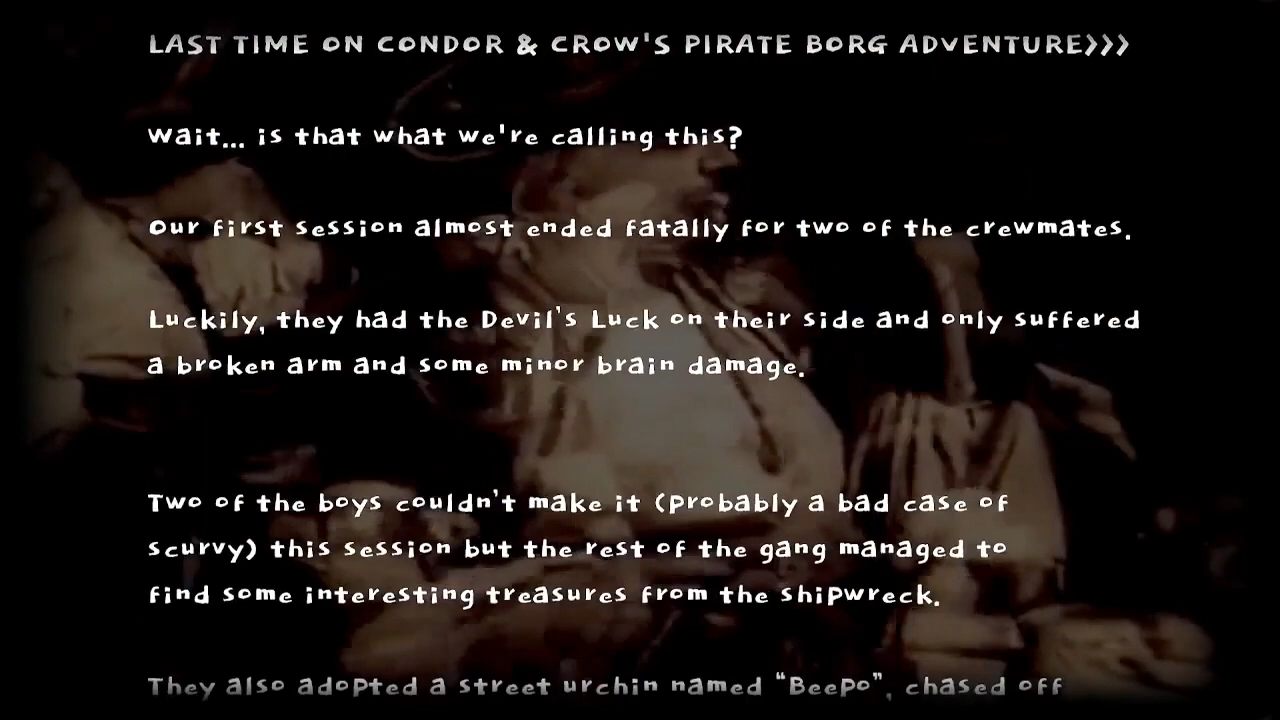 LAST TIME ON CONDOR & CROW'S PIRATE BORG ADVENTURE>>>
Wait... is that what we're calling this?
Our first session almost ended fatally for two of the crewmates.
Luckily, they had the Devil's Luck on their side and only suffered
a broken arm and some minor brain damage.
Two of the boys couldn't make it (probably a bad case of
scurvy) this session but the rest of the gang managed to
find some interesting treasures from the shipwreck.
They also adopted a street urchin named "Beepo", chased off